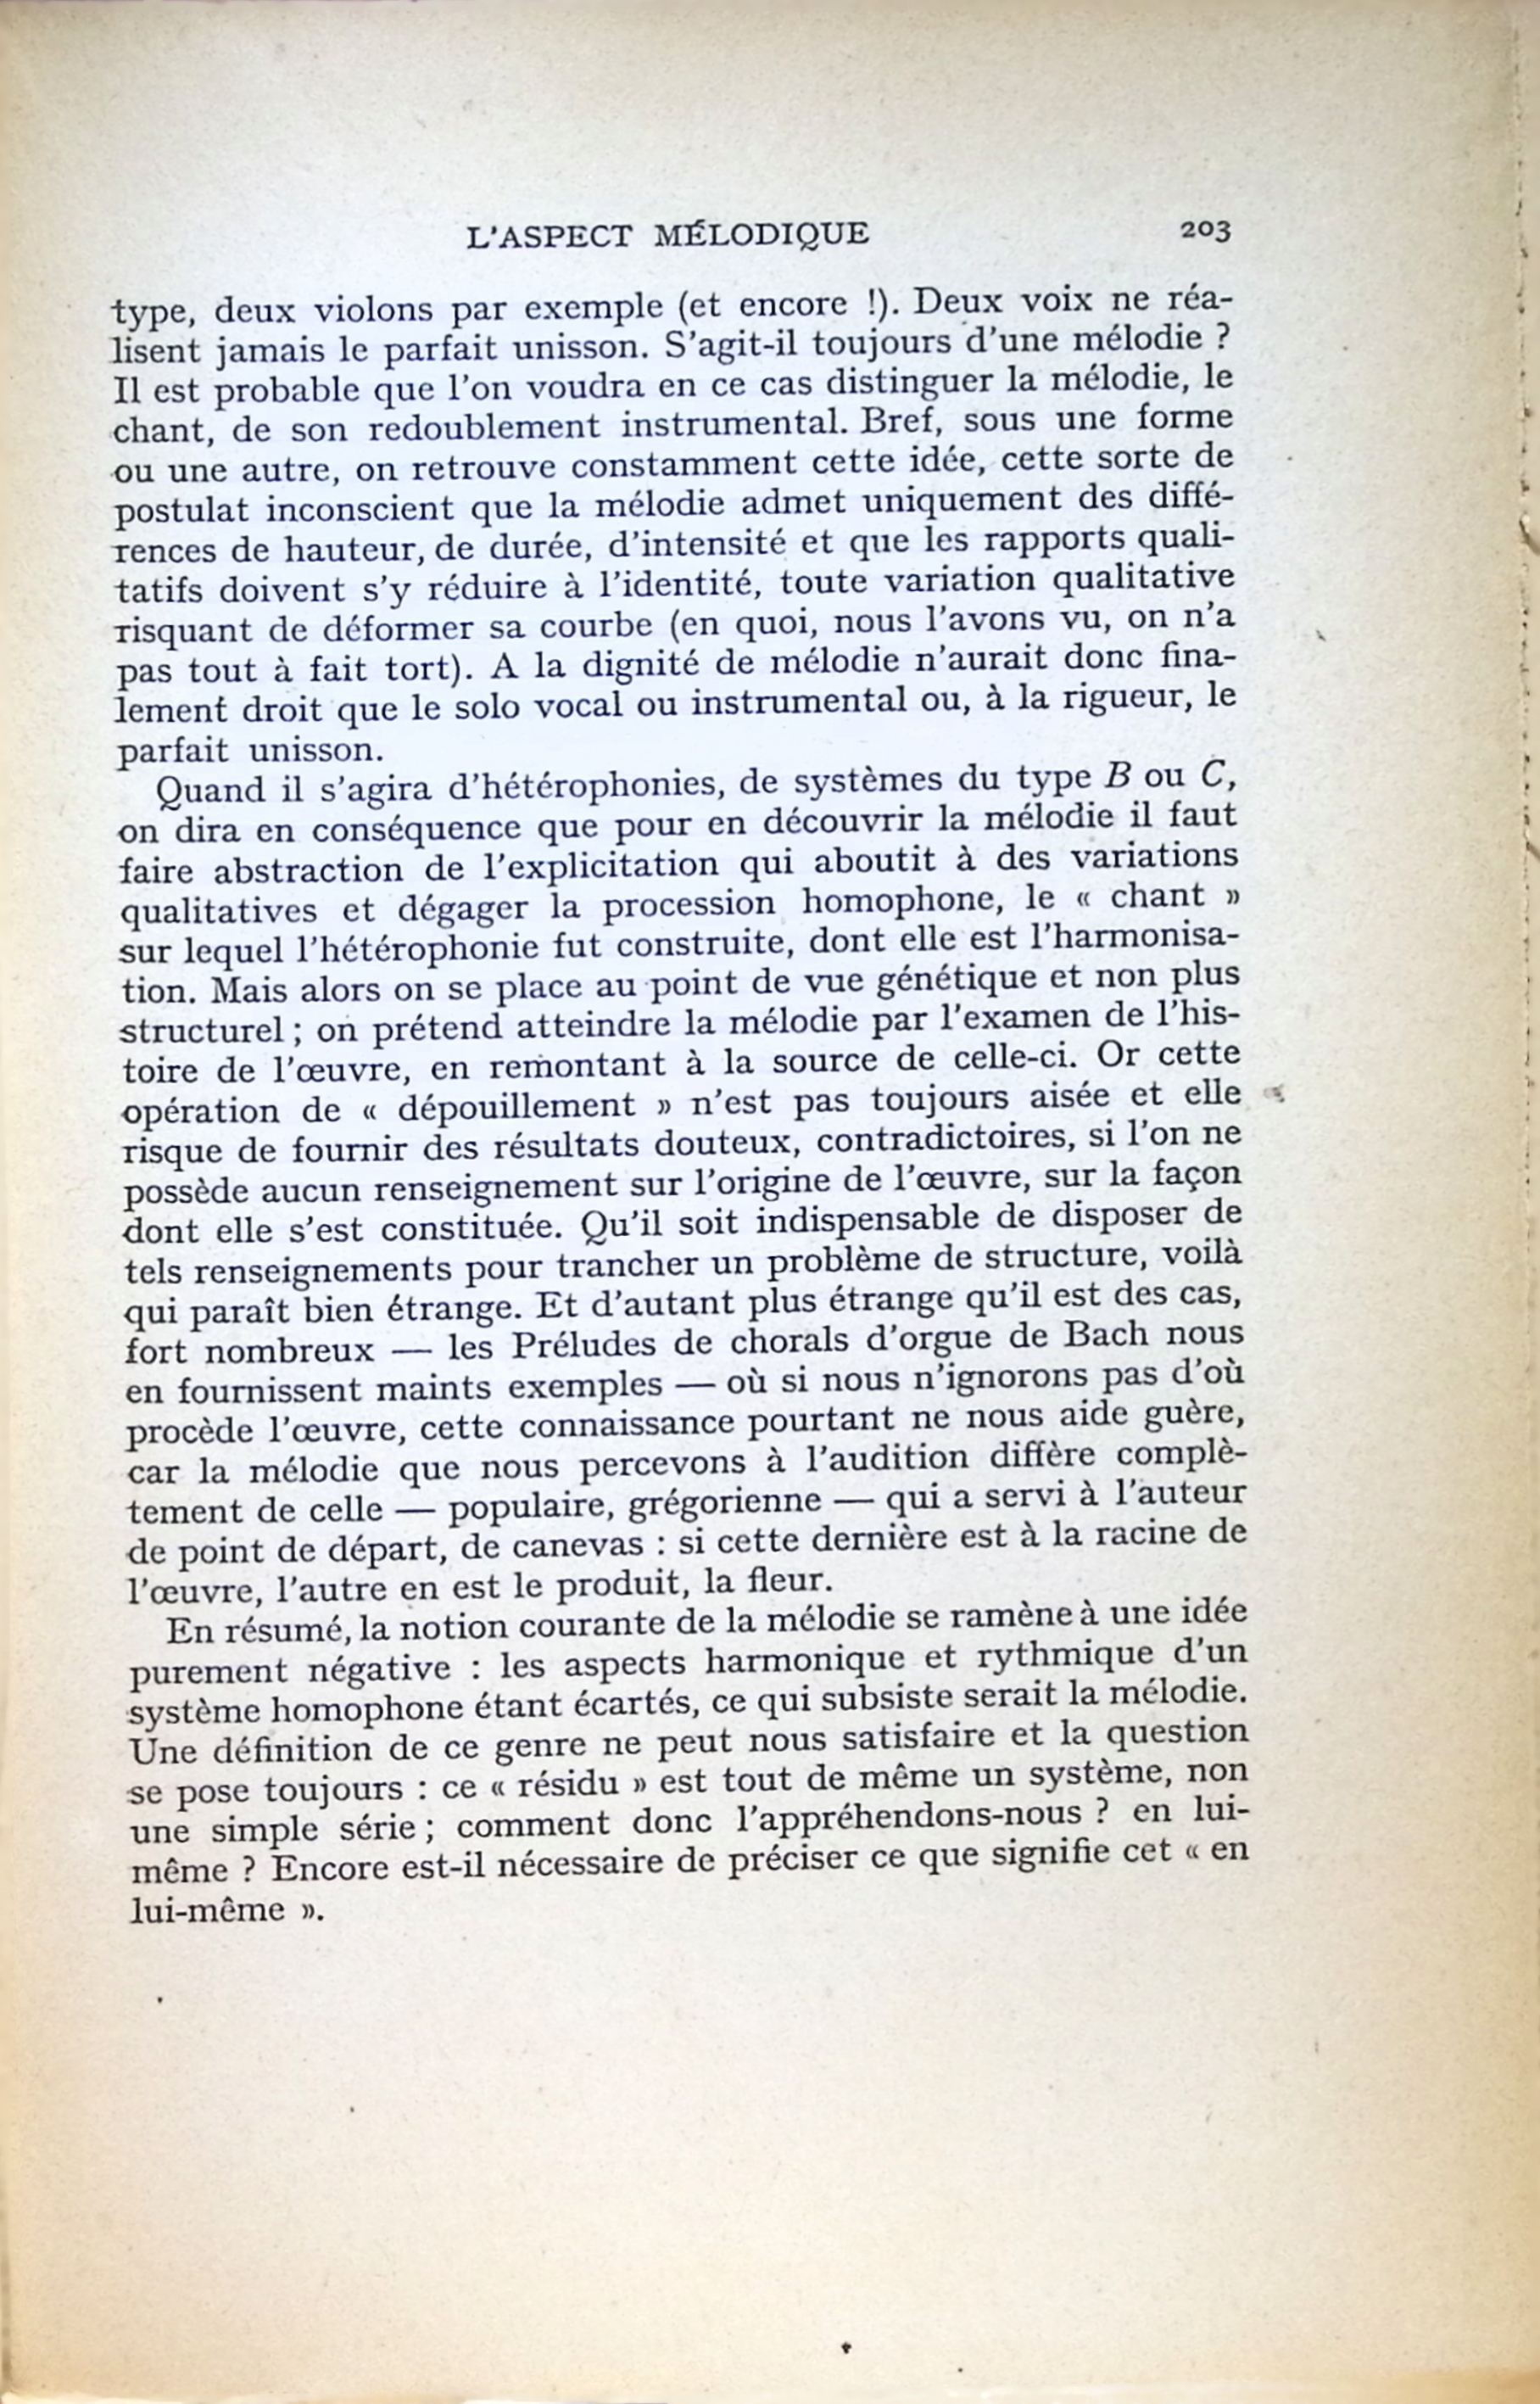 L'ASPECT MÉLODIQUE 203
type, deux violons par exemple (et encore !). Deux voix ne réa-
lisent jamais le parfait unisson. S'agit-il toujours d'une mélodie ?
Il est probable que l'on voudra en ce cas distinguer la mélodie, le
chant, de son redoublement instrumental. Bref, sous une forme
ou une autre, on retrouve constamment cette idée, cette sorte de
postulat inconscient que la mélodie admet uniquement des diffé-
rences de hauteur, de durée, d'intensité et que les rapports quali-
tatifs doivent s'y réduire à l'identité, toute variation qualitative
risquant de déformer sa courbe (en quoi, nous l'avons vu, on n'a
pas tout à fait tort). A la dignité de mélodie n'aurait donc fina-
lement droit que le solo vocal ou instrumental ou, à la rigueur, le
parfait unisson.
Quand il s'agira d'hétérophonies, de systèmes du type B ou C,
on dira en conséquence que pour en découvrir la mélodie il faut
faire abstraction de l'explicitation qui aboutit à des variations
qualitatives et dégager la procession homophone, le « chant »
sur lequel l'hétérophonie fut construite, dont elle est l'harmonisa-
tion. Mais alors on se place au point de vue génétique et non plus
structurel ; on prétend atteindre la mélodie par l'examen de l'his-
toire de l'œuvre, en remontant à la source de celle-ci. Or cette
opération de « dépouillement » n'est pas toujours aisée et elle
risque de fournir des résultats douteux, contradictoires, si l'on ne
possède aucun renseignement sur l'origine de l'œuvre, sur la façon
dont elle s'est constituée. Qu'il soit indispensable de disposer de
tels renseignements pour trancher un problème de structure, voilà
qui paraît bien étrange. Et d'autant plus étrange qu'il est des cas,
fort nombreux — les Préludes de chorals d'orgue de Bach nous
en fournissent maints exemples — où si nous n'ignorons pas d'où
procède l'œuvre, cette connaissance pourtant ne nous aide guère,
car la mélodie que nous percevons à l'audition diffère complè-
tement de celle — populaire, grégorienne — qui a servi à l'auteur
de point de départ, de canevas : si cette dernière est à la racine de
l'œuvre, l'autre en est le produit, la fleur.
En résumé, la notion courante de la mélodie se ramène à une idée
purement négative : les aspects harmonique et rythmique d'un
système homophone étant écartés, ce qui subsiste serait la mélodie.
Une définition de ce genre ne peut nous satisfaire et la question
se pose toujours : ce « résidu » est tout de même un système, non
une simple série ; comment donc l'appréhendons-nous ? en lui-
même ? Encore est-il nécessaire de préciser ce que signifie cet « en
lui-même ».